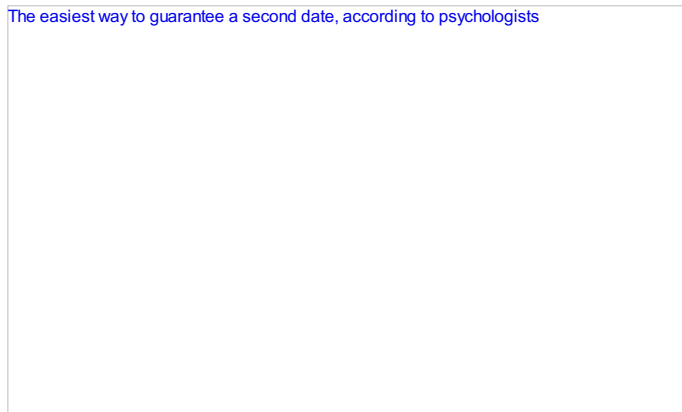 The easiest way to guarantee a second date, according to psychologists